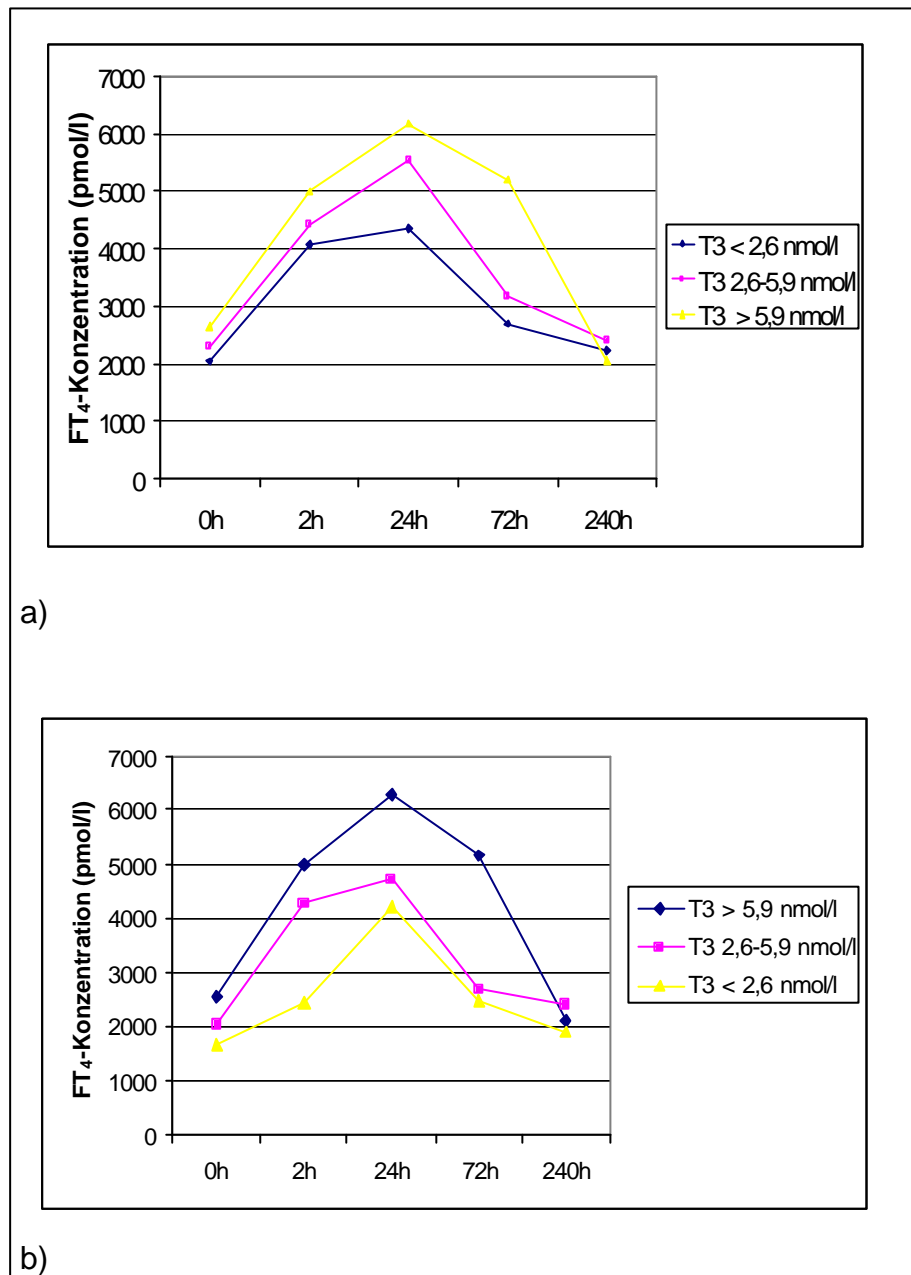 FT₄-Konzentration (pmol/l)
7000
6000
5000
4000
3000
2000
1000
0
0h 2h 24h 72h 240h
T3 < 2,6 nmol/l
T3 2,6-5,9 nmol/l
T3 > 5,9 nmol/l
a)
FT₄-Konzentration (pmol/l)
7000
6000
5000
4000
3000
2000
1000
0
0h 2h 24h 72h 240h
T3 > 5,9 nmol/l
T3 2,6-5,9 nmol/l
T3 < 2,6 nmol/l
b)